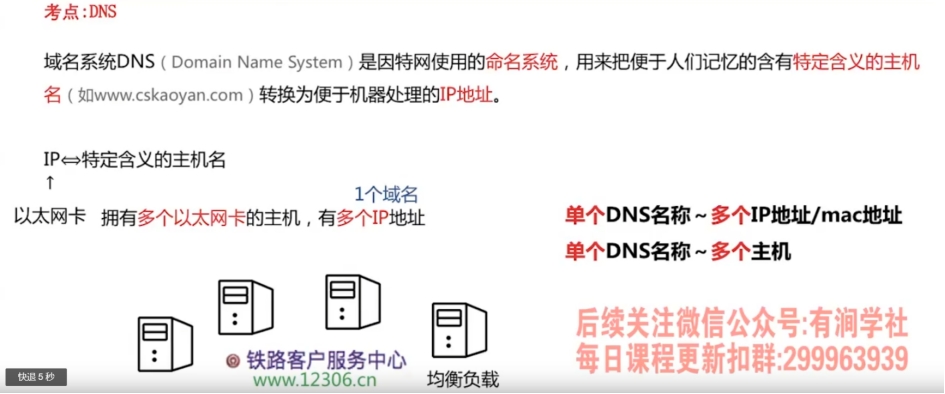 考点:DNS
域名系统DNS（Domain Name System）是因特网使用的命名系统，用来把便于人们记忆的含有特定含义的主机
名（如www.cskaoyan.com）转换为便于机器处理的IP地址。
IP⇔特定含义的主机名
↑
1个域名
以太网卡 拥有多个以太网卡的主机，有多个IP地址
单个DNS名称～多个IP地址/mac地址
单个DNS名称～多个主机
铁路客户服务中心
www.12306.cn
均衡负载
后续关注微信公众号:有涧学社
每日课程更新扣群:299963939
快退 5 秒